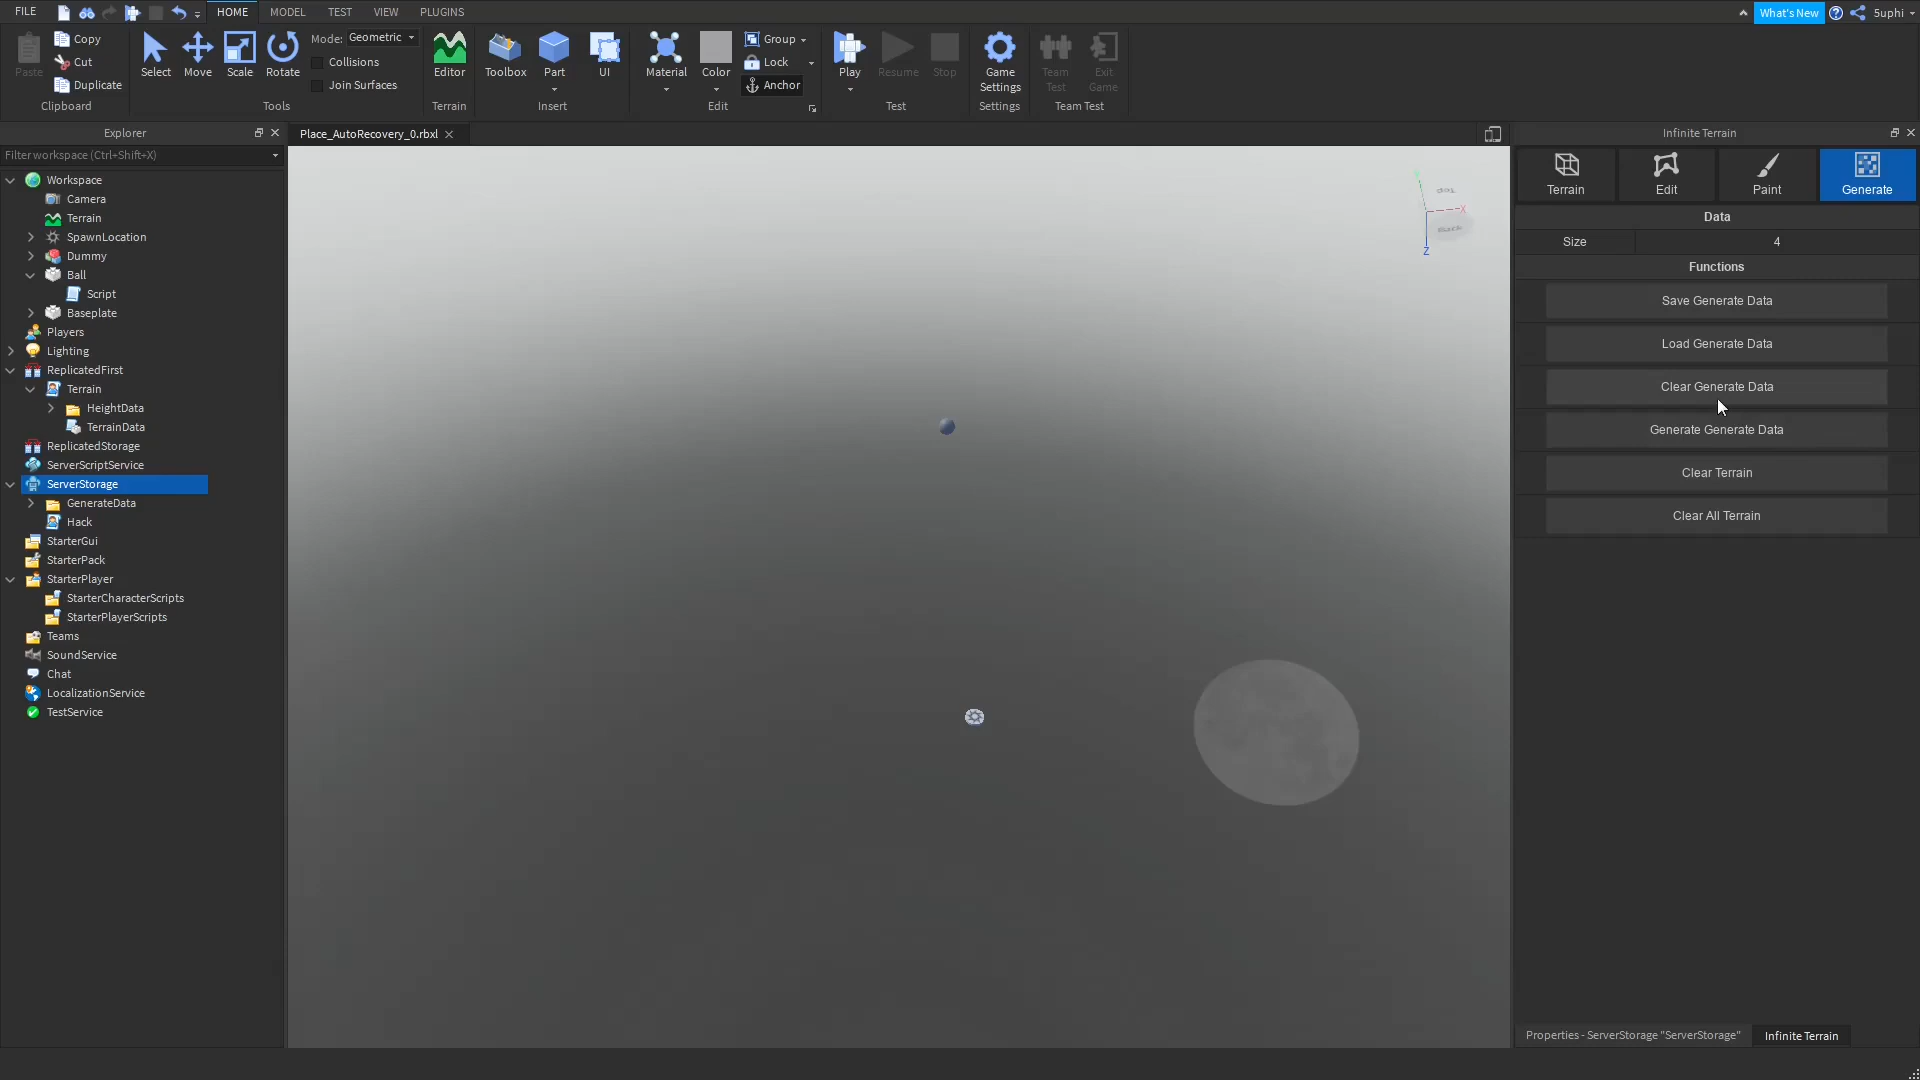 FILE HOME MODEL TEST VIEW PLUGINS What's New 5uphi
Paste Copy Cut Duplicate Clipboard
Select Move Scale Rotate Mode: Geometric Collisions Join Surfaces Tools
Editor Terrain
Toolbox Part UI Insert
Material Color Group Lock Anchor Edit
Play Resume Stop Test
Game Settings Settings
Team Test Exit Game Team Test
Explorer
Filter workspace (Ctrl+Shift+X)
Workspace
Camera
Terrain
SpawnLocation
Dummy
Ball
Script
Baseplate
Players
Lighting
ReplicatedFirst
Terrain
HeightData
TerrainData
ReplicatedStorage
ServerScriptService
ServerStorage
GenerateData
Hack
StarterGui
StarterPack
StarterPlayer
StarterCharacterScripts
StarterPlayerScripts
Teams
SoundService
Chat
LocalizationService
TestService
Place_AutoRecovery_0.rbxl
Top
X
Back
Z
Infinite Terrain
Terrain Edit Paint Generate
Data
Size 4
Functions
Save Generate Data
Load Generate Data
Clear Generate Data
Generate Generate Data
Clear Terrain
Clear All Terrain
Properties - ServerStorage "ServerStorage" Infinite Terrain